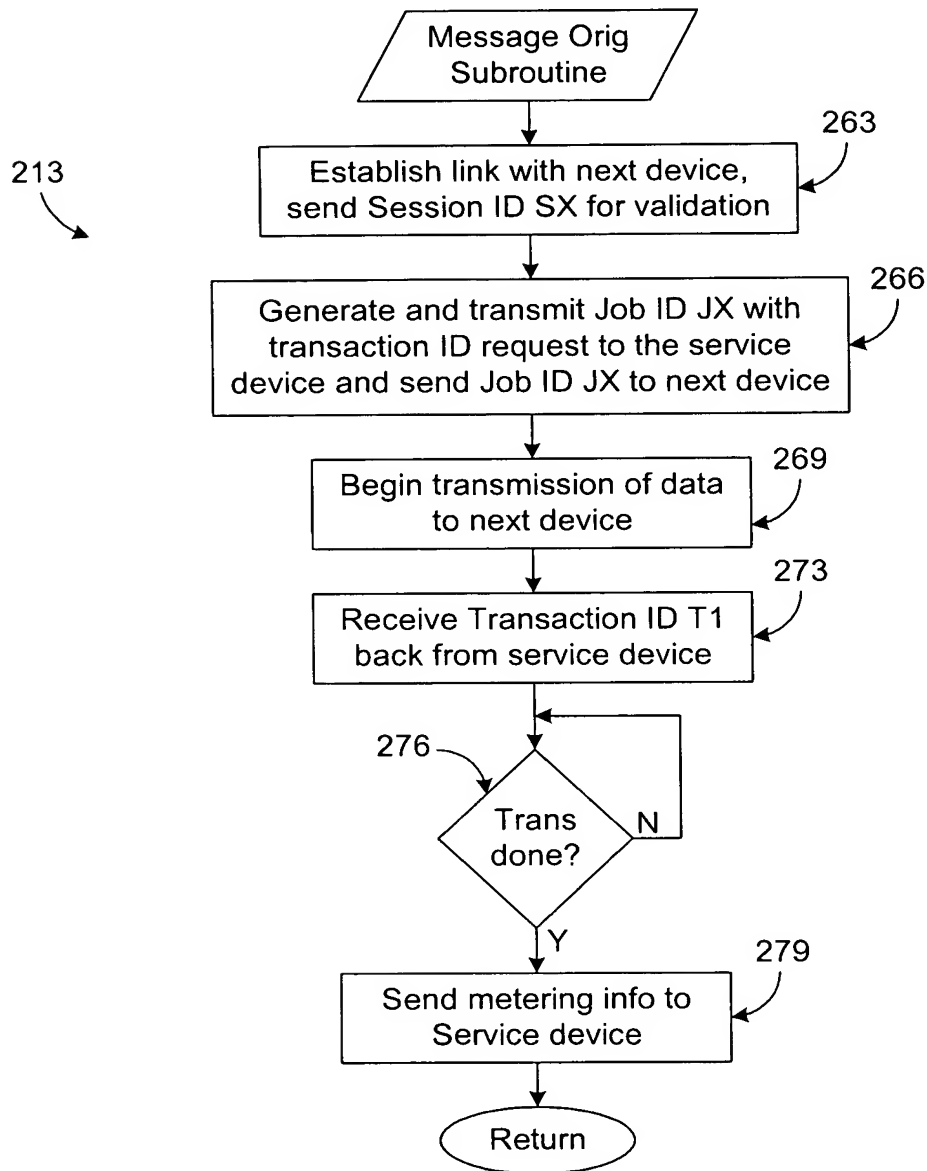 Message Orig
Subroutine
263
213
Establish link with next device,
send Session ID SX for validation
266
Generate and transmit Job ID JX with
transaction ID request to the service
device and send Job ID JX to next device
269
Begin transmission of data
to next device
273
Receive Transaction ID T1
back from service device
276
Trans
done?
N
Y
279
Send metering info to
Service device
Return